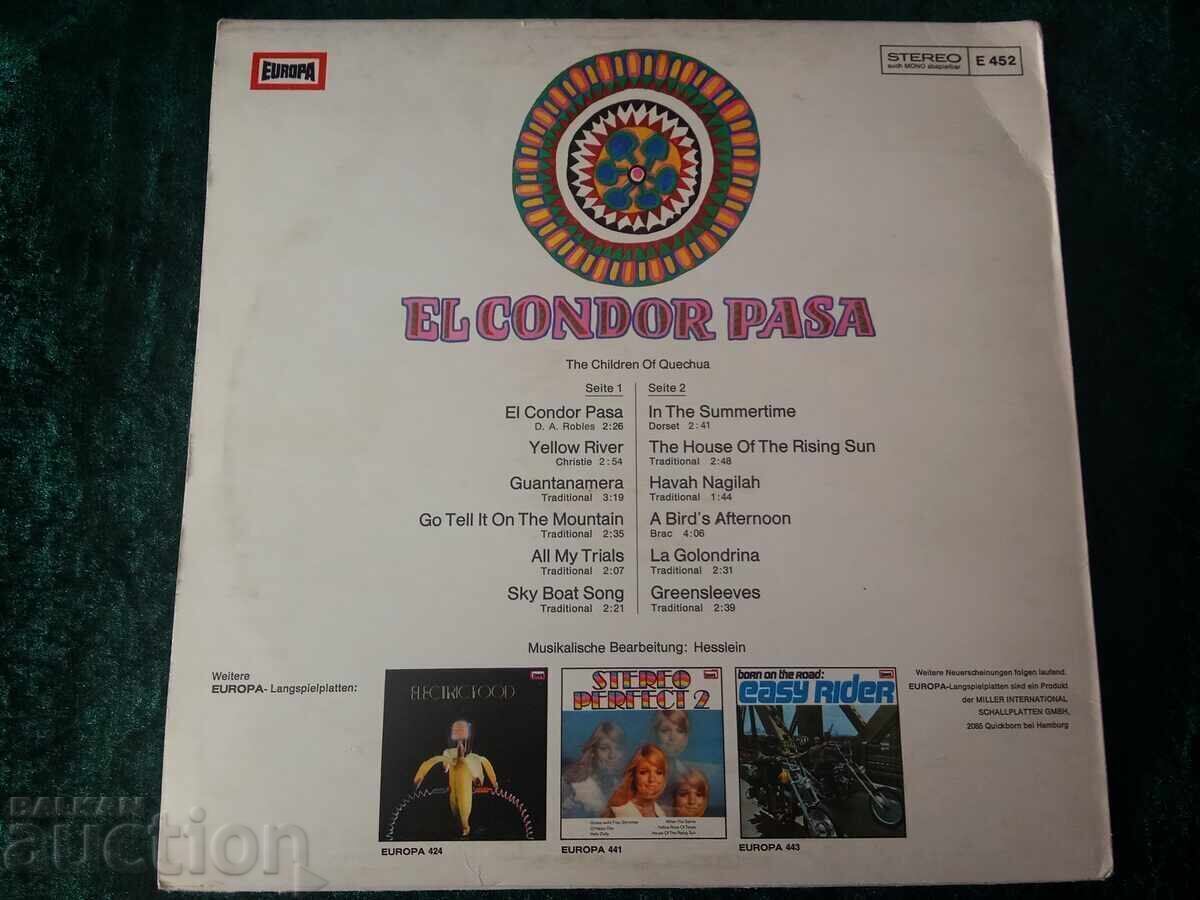 EUROPA
STEREO
auch MONO abspielbar
E 452
EL CONDOR PASA
The Children Of Quechua
Seite 1
El Condor Pasa
D. A. Robles 2:26
Yellow River
Christie 2:54
Guantanamera
Traditional 3:19
Go Tell It On The Mountain
Traditional 2:35
All My Trials
Traditional 2:07
Sky Boat Song
Traditional 2:21
Seite 2
In The Summertime
Dorset 2:41
The House Of The Rising Sun
Traditional 2:48
Havah Nagilah
Traditional 1:44
A Bird's Afternoon
Brac 4:06
La Golondrina
Traditional 2:31
Greensleeves
Traditional 2:39
Musikalische Bearbeitung: Hesslein
Weitere
EUROPA-Langspielplatten:
ELECTRIC FOOD
EUROPA 424
STEREO
PERFECT 2
EUROPA 441
born on the road:
easy RIDER
EUROPA 443
Weitere Neuerscheinungen folgen laufend.
EUROPA-Langspielplatten sind ein Produkt
der MILLER INTERNATIONAL
SCHALLPLATTEN GMBH,
2085 Quickborn bei Hamburg
BALKAN
auction